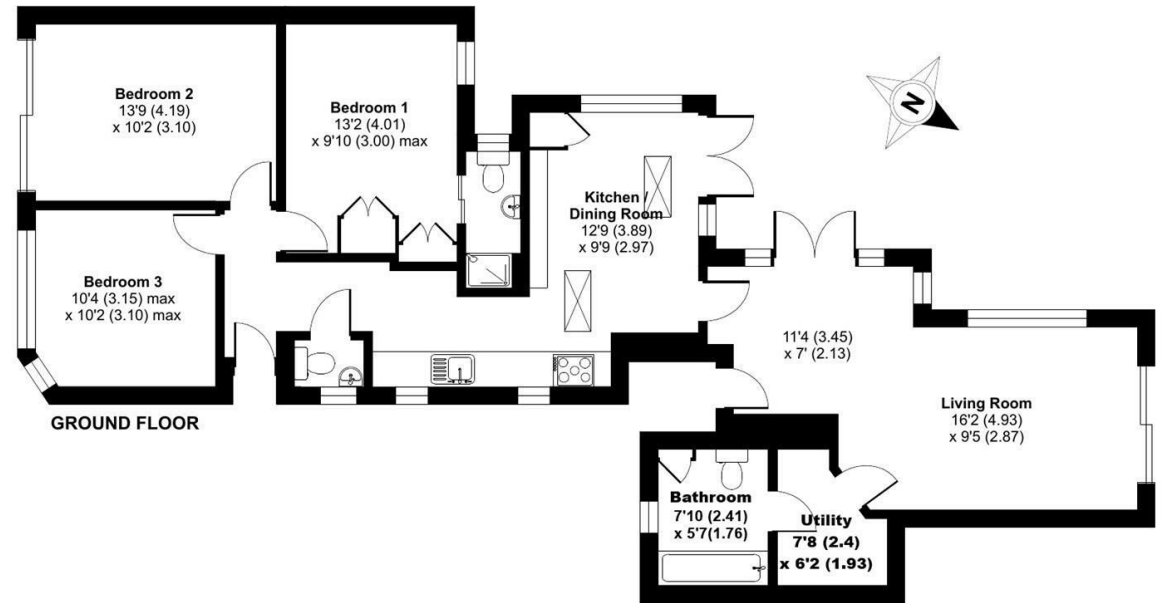 Bedroom 2
13'9 (4.19)
x 10'2 (3.10)
Bedroom 1
13'2 (4.01)
x 9'10 (3.00) max
N
Kitchen /
Dining Room
12'9 (3.89)
x 9'9 (2.97)
Bedroom 3
10'4 (3.15) max
x 10'2 (3.10) max
11'4 (3.45)
x 7' (2.13)
Living Room
16'2 (4.93)
x 9'5 (2.87)
GROUND FLOOR
Bathroom
7'10 (2.41)
x 5'7(1.76)
Utility
7'8 (2.4)
x 6'2 (1.93)